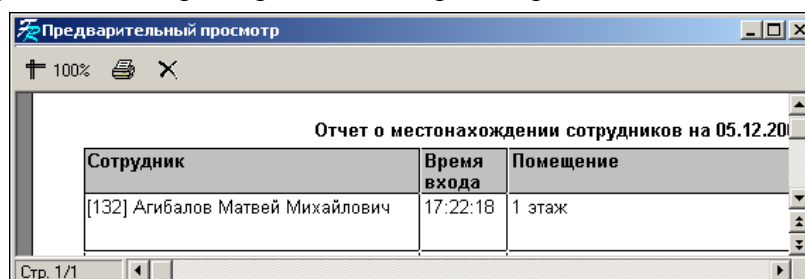 Предварительный просмотр
100%
Отчет о местонахождении сотрудников на 05.12.20
Сотрудник Время входа Помещение
[132] Агибалов Матвей Михайлович 17:22:18 1 этаж
Стр. 1/1